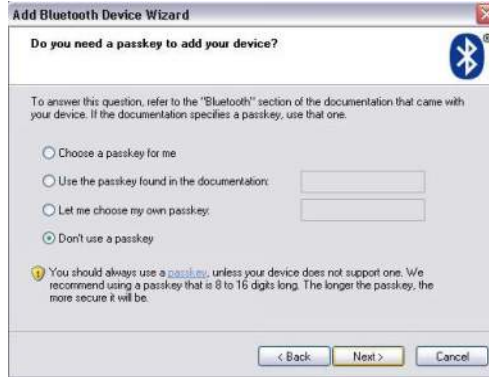 Add Bluetooth Device Wizard
Do you need a passkey to add your device?
®
To answer this question, refer to the "Bluetooth" section of the documentation that came with
your device. If the documentation specifies a passkey, use that one.
Choose a passkey for me
Use the passkey found in the documentation:
Let me choose my own passkey:
Don't use a passkey
You should always use a passkey, unless your device does not support one. We
recommend using a passkey that is 8 to 16 digits long. The longer the passkey, the
more secure it will be.
< Back Next > Cancel